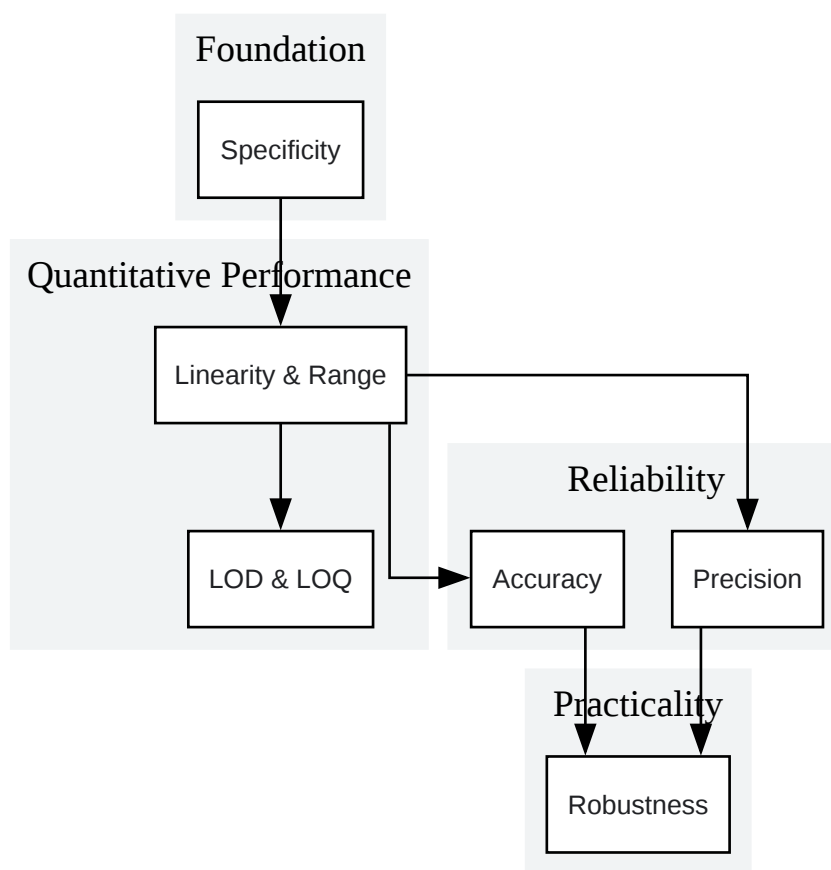 Foundation
Specificity
Quantitative Performance
Linearity & Range
Reliability
LOD & LOQ
Accuracy
Precision
Practicality
Robustness